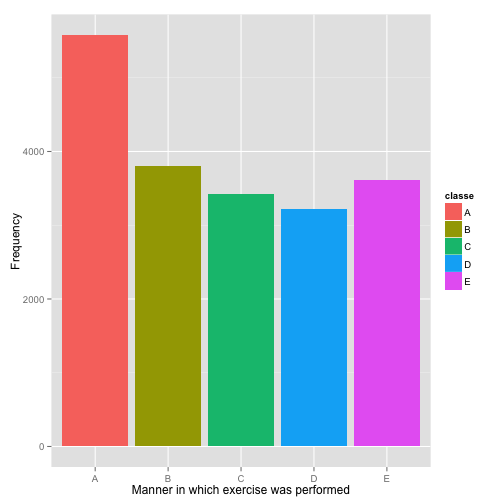 Frequency
4000
2000
0
A
B
C
D
E
Manner in which exercise was performed
classe
A
B
C
D
E